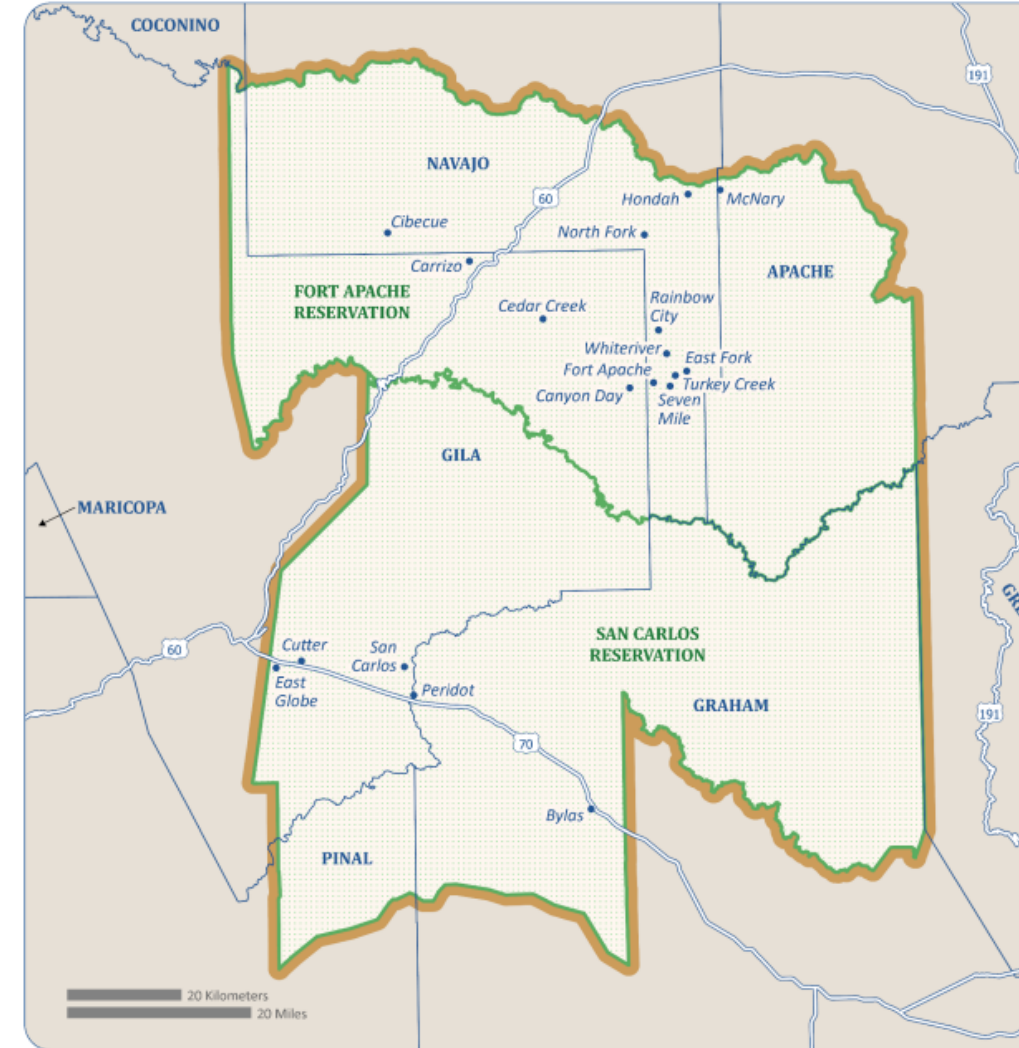 COCONINO
191
NAVAJO
60
Hondah
McNary
Cibecue
North Fork
Carrizo
APACHE
FORT APACHE
RESERVATION
Cedar Creek
Rainbow
City
Whiteriver
East Fork
Fort Apache
Turkey Creek
Canyon Day
Seven
Mile
GILA
MARICOPA
SAN CARLOS
RESERVATION
60
Cutter
San
Carlos
East
Globe
Peridot
GRAHAM
191
70
Bylas
PINAL
20 Kilometers
20 Miles